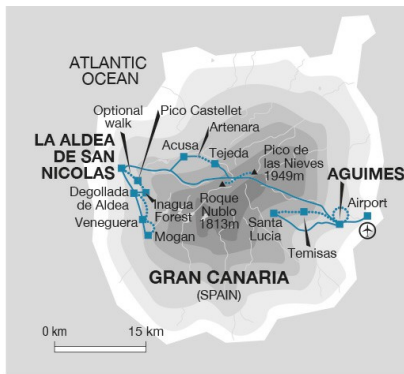 ATLANTIC
OCEAN
Optional
walk
Pico Castellet
Artenara
Acusa
Tejeda
LA ALDEA
DE SAN
NICOLAS
Pico de
las Nieves
1949m
AGUIMES
Airport
Degollada
de Aldea
Inagua
Forest
Roque
Nublo
1813m
Veneguera
Mogan
Santa
Lucia
Temisas
GRAN CANARIA
(SPAIN)
0 km
15 km